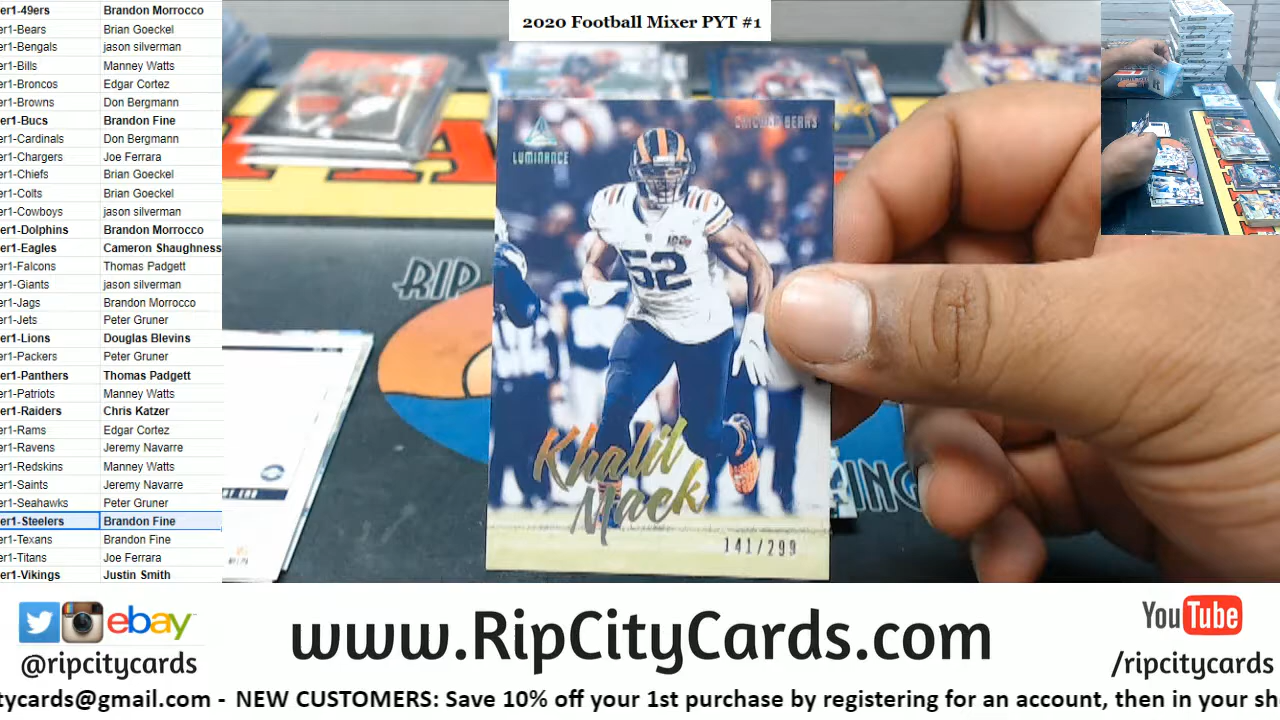 2020 Football Mixer PYT #1
er1-49ers Brandon Morrocco
er1-Bears Brian Goeckel
er1-Bengals jason silverman
er1-Bills Manney Watts
er1-Broncos Edgar Cortez
er1-Browns Don Bergmann
er1-Bucs Brandon Fine
er1-Cardinals Don Bergmann
er1-Chargers Joe Ferrara
er1-Chiefs Brian Goeckel
er1-Colts Brian Goeckel
er1-Cowboys jason silverman
er1-Dolphins Brandon Morrocco
er1-Eagles Cameron Shaughness
er1-Falcons Thomas Padgett
er1-Giants jason silverman
er1-Jags Brandon Morrocco
er1-Jets Peter Gruner
er1-Lions Douglas Blevins
er1-Packers Peter Gruner
er1-Panthers Thomas Padgett
er1-Patriots Manney Watts
er1-Raiders Chris Katzer
er1-Rams Edgar Cortez
er1-Ravens Jeremy Navarre
er1-Redskins Manney Watts
er1-Saints Jeremy Navarre
er1-Seahawks Peter Gruner
er1-Steelers Brandon Fine
er1-Texans Brandon Fine
er1-Titans Joe Ferrara
er1-Vikings Justin Smith
LUMINANCE
CHICAGO BEARS
52
Khalil
Mack
141/299
RIP
ING
ebay
@ripcitycards
www.RipCityCards.com
YouTube
/ripcitycards
tycards@gmail.com - NEW CUSTOMERS: Save 10% off your 1st purchase by registering for an account, then in your sh